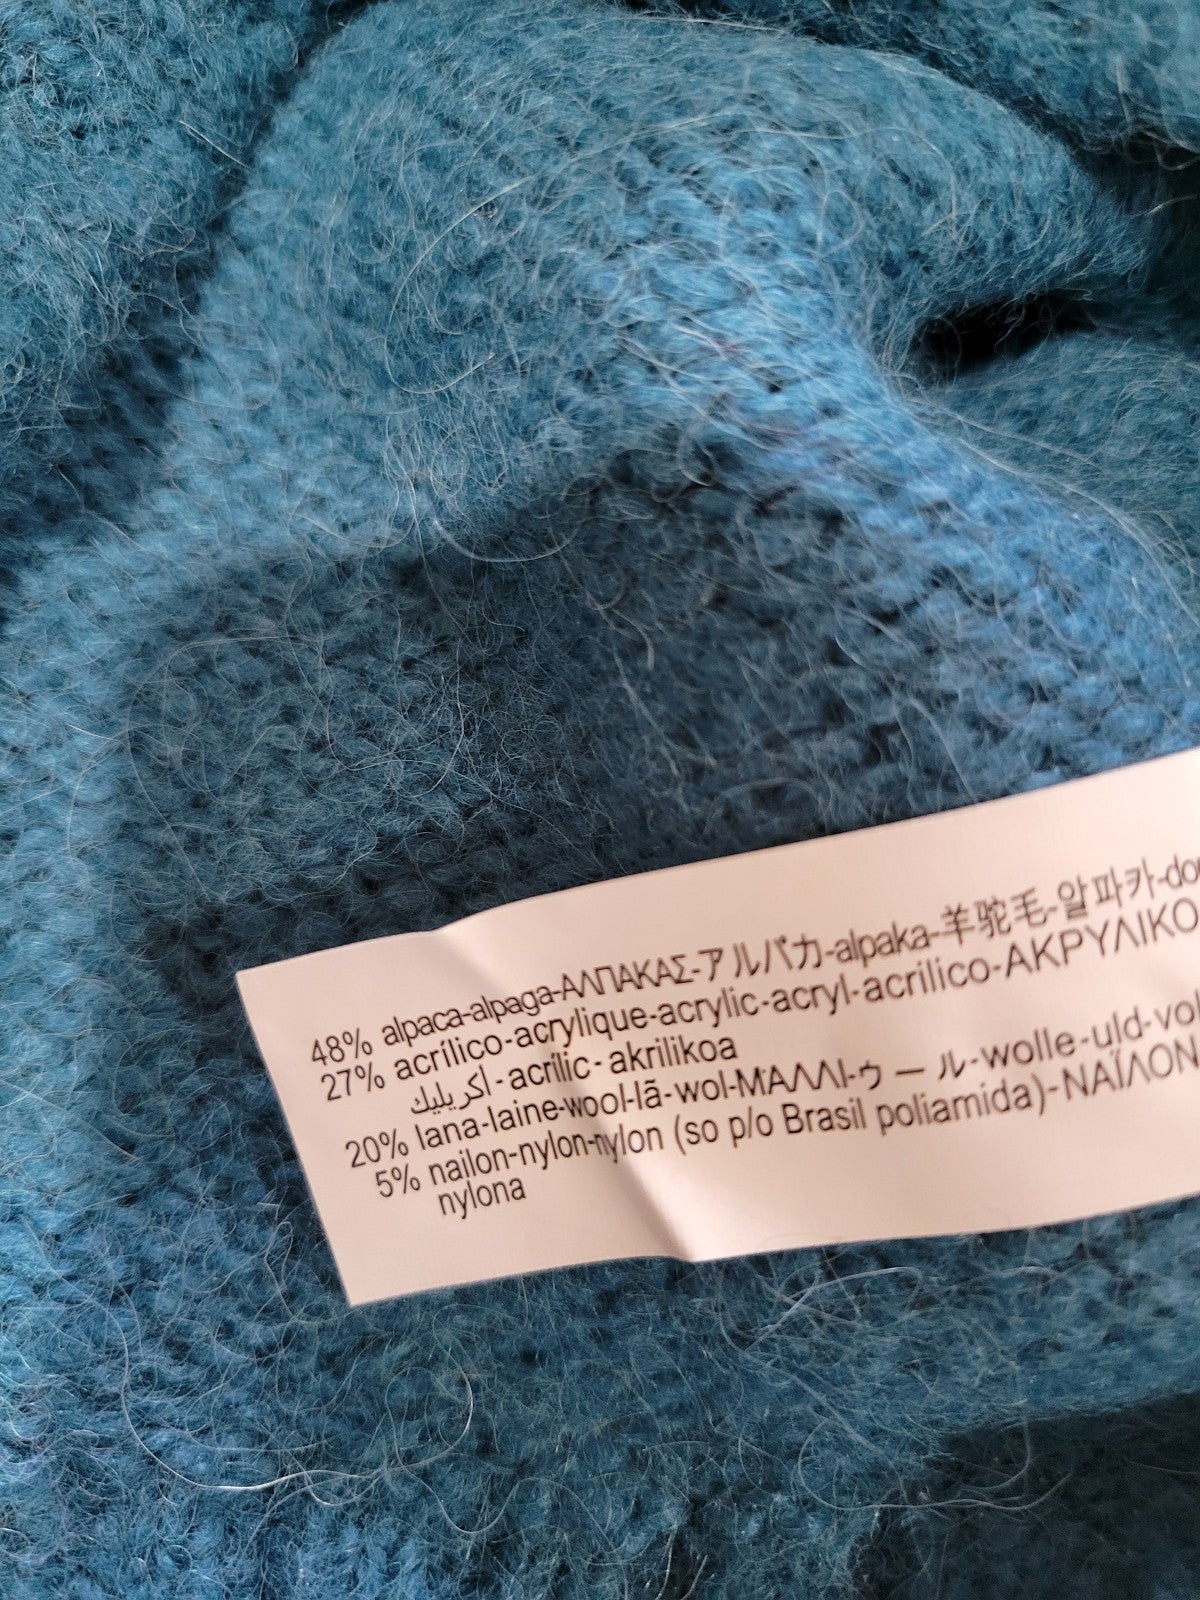 48% alpaca-alpaga-ΑΛΠΑΚΑΣ-アルパカ-alpaka-羊驼毛-알파카-
27% acrílico-acrylique-acrylic-acryl-acrilico-ΑΚΡΥΛΙΚΟ
أكريليك-acrílic-akrilikoa
20% lana-laine-wool-lã-wol-ΜΑΛΛΙ-ウール-wolle-uld-
5% nailon-nylon-nylon (so p/o Brasil poliamida)-ΝΑΪΛΟΝ
nylona